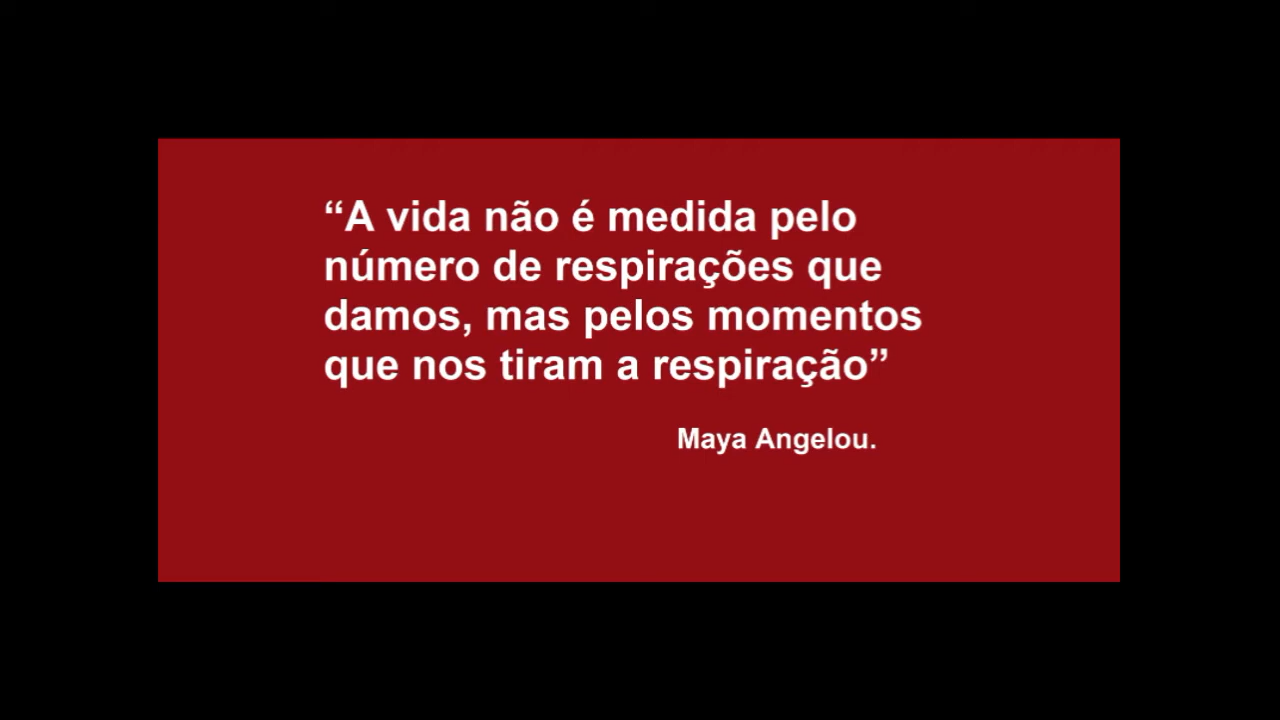 “A vida não é medida pelo
número de respirações que
damos, mas pelos momentos
que nos tiram a respiração”
Maya Angelou.